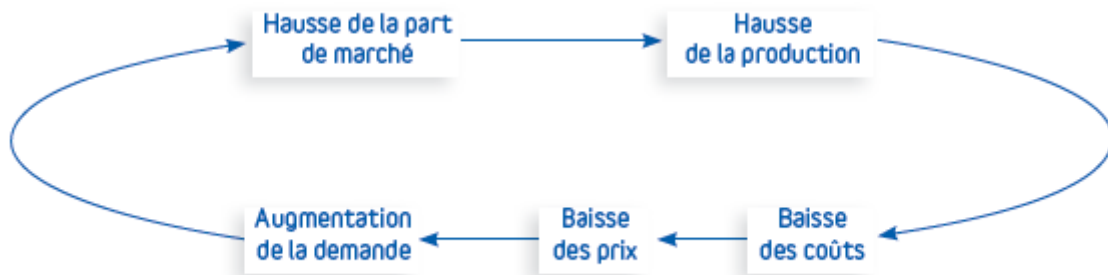 Hausse de la part
de marché
Hausse
de la production
Augmentation
de la demande
Baisse
des prix
Baisse
des coûts